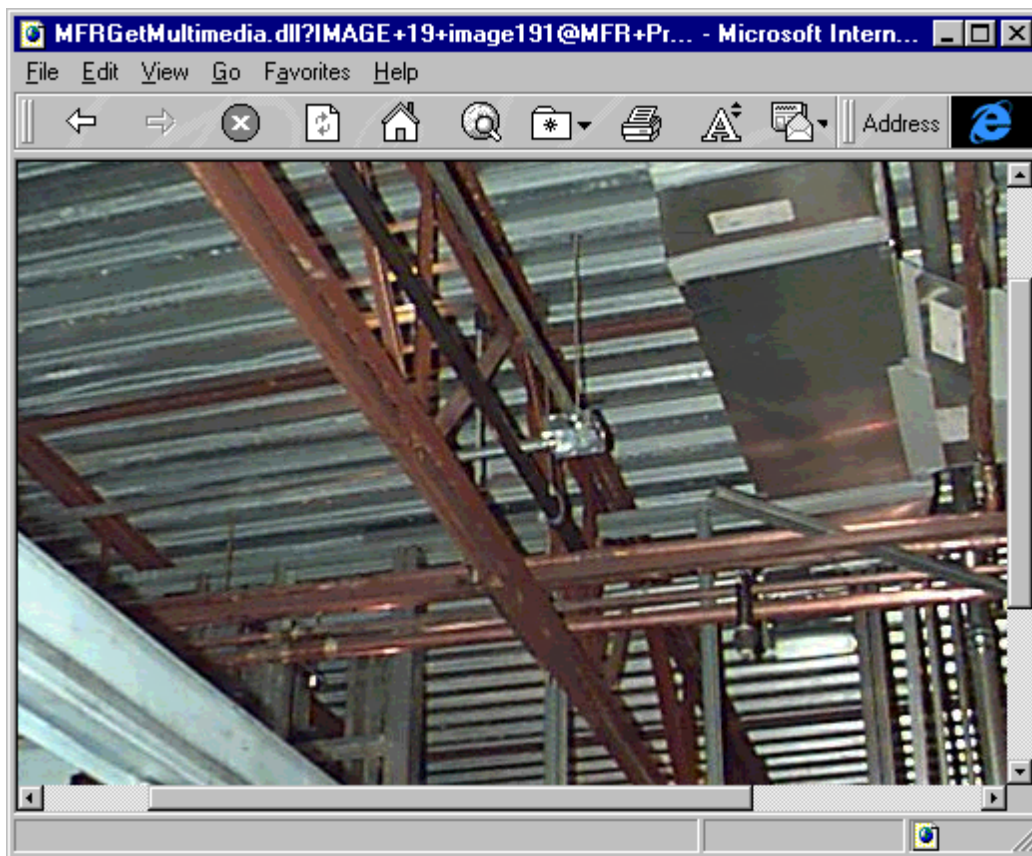 MFRGetMultimedia.dll?IMAGE+19+image191@MFR+Pr... - Microsoft Intern...
File Edit View Go Favorites Help
Address